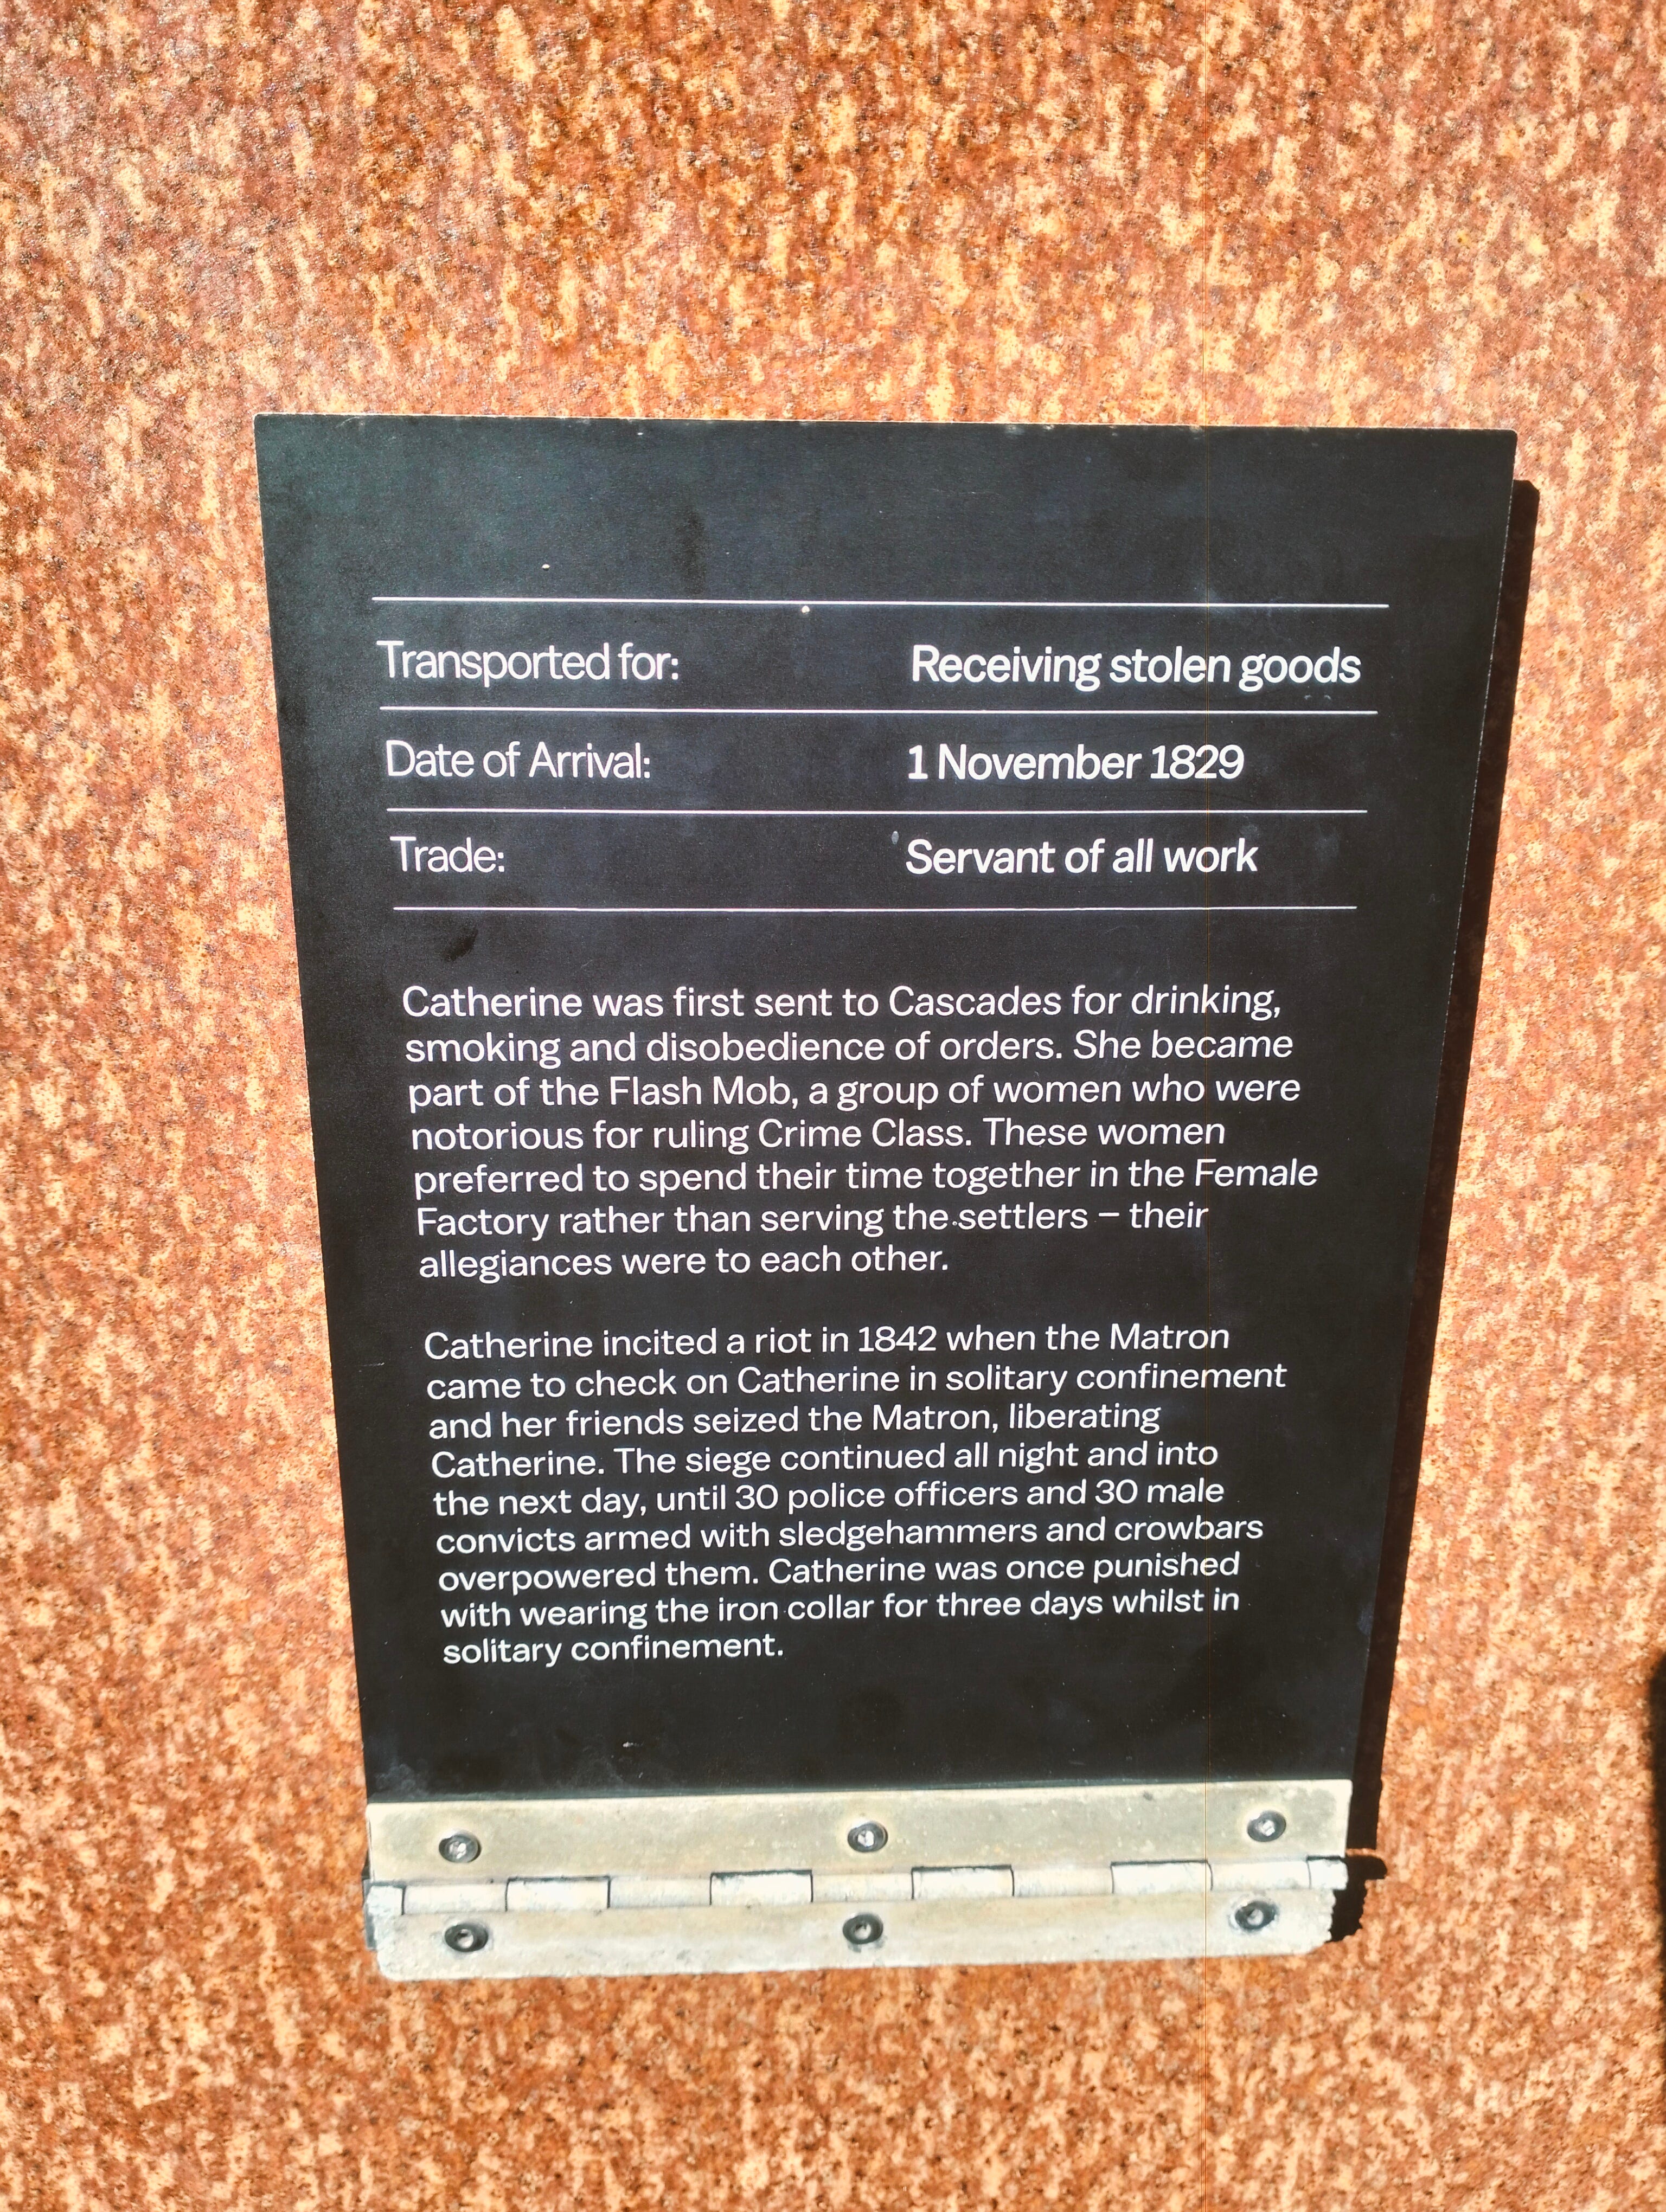 Transported for: Receiving stolen goods
Date of Arrival: 1 November 1829
Trade: Servant of all work
Catherine was first sent to Cascades for drinking,
smoking and disobedience of orders. She became
part of the Flash Mob, a group of women who were
notorious for ruling Crime Class. These women
preferred to spend their time together in the Female
Factory rather than serving the settlers – their
allegiances were to each other.
Catherine incited a riot in 1842 when the Matron
came to check on Catherine in solitary confinement
and her friends seized the Matron, liberating
Catherine. The siege continued all night and into
the next day, until 30 police officers and 30 male
convicts armed with sledgehammers and crowbars
overpowered them. Catherine was once punished
with wearing the iron collar for three days whilst in
solitary confinement.